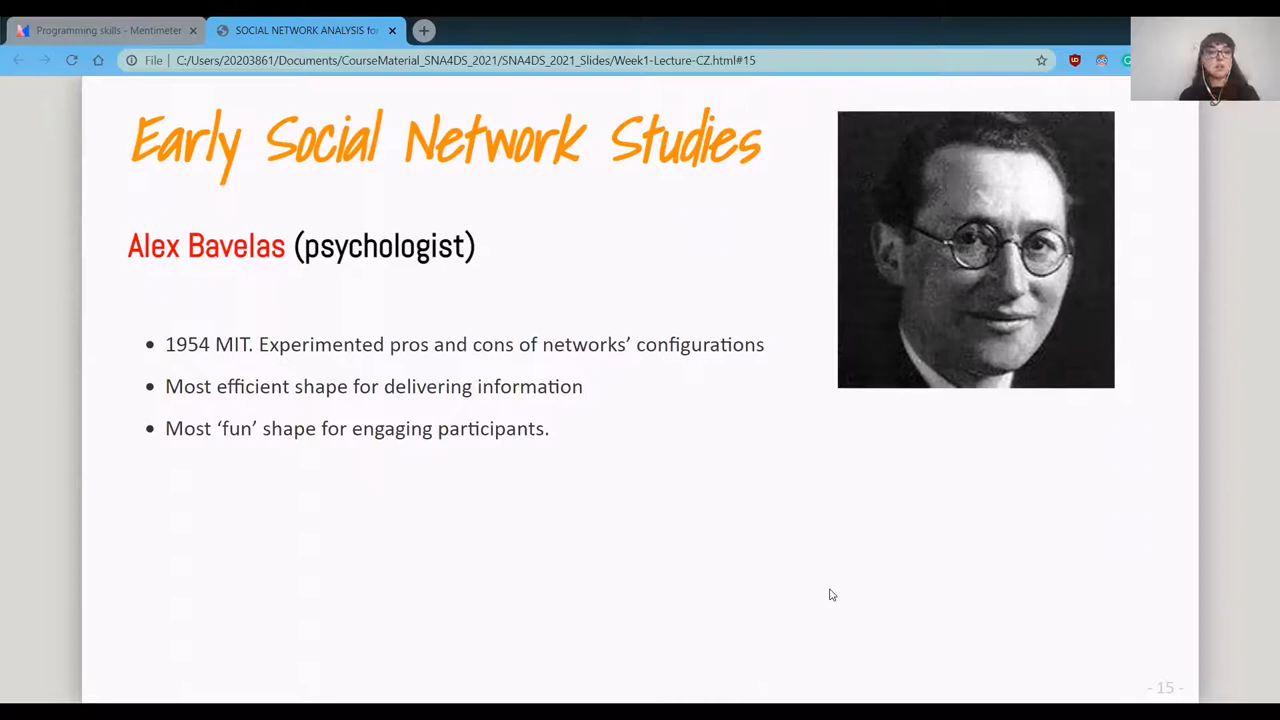 Programming skills - Mentimeter
SOCIAL NETWORK ANALYSIS fo
File
C:/Users/20203861/Documents/CourseMaterial_SNA4DS_2021/SNA4DS_2021_Slides/Week1-Lecture-CZ.html#15
Early Social Network Studies
Alex Bavelas (psychologist)
• 1954 MIT. Experimented pros and cons of networks’ configurations
• Most efficient shape for delivering information
• Most ‘fun’ shape for engaging participants.
- 15 -